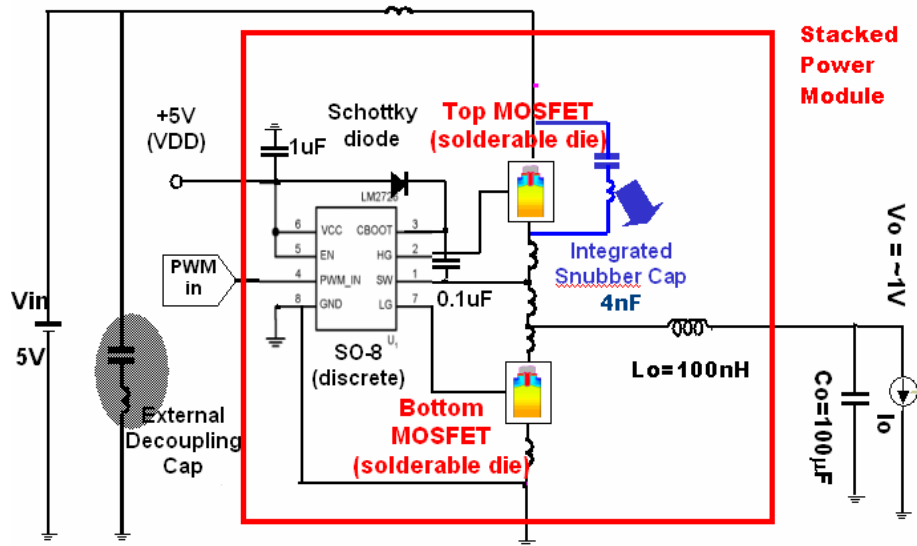 Stacked
Power
Module
+5V
(VDD)
1uF
Schottky
diode
Top MOSFET
(solderable die)
LM2726
6 VCC CBOOT 3
5 EN HG 2
4 PWM_IN SW 1
8 GND LG 7
U1
PWM
in
0.1uF
Integrated
Snubber Cap
4nF
Vin
5V
SO-8
(discrete)
External
Decoupling
Cap
Bottom
MOSFET
(solderable die)
Lo=100nH
Vo = ~1V
Co=100µF
Io